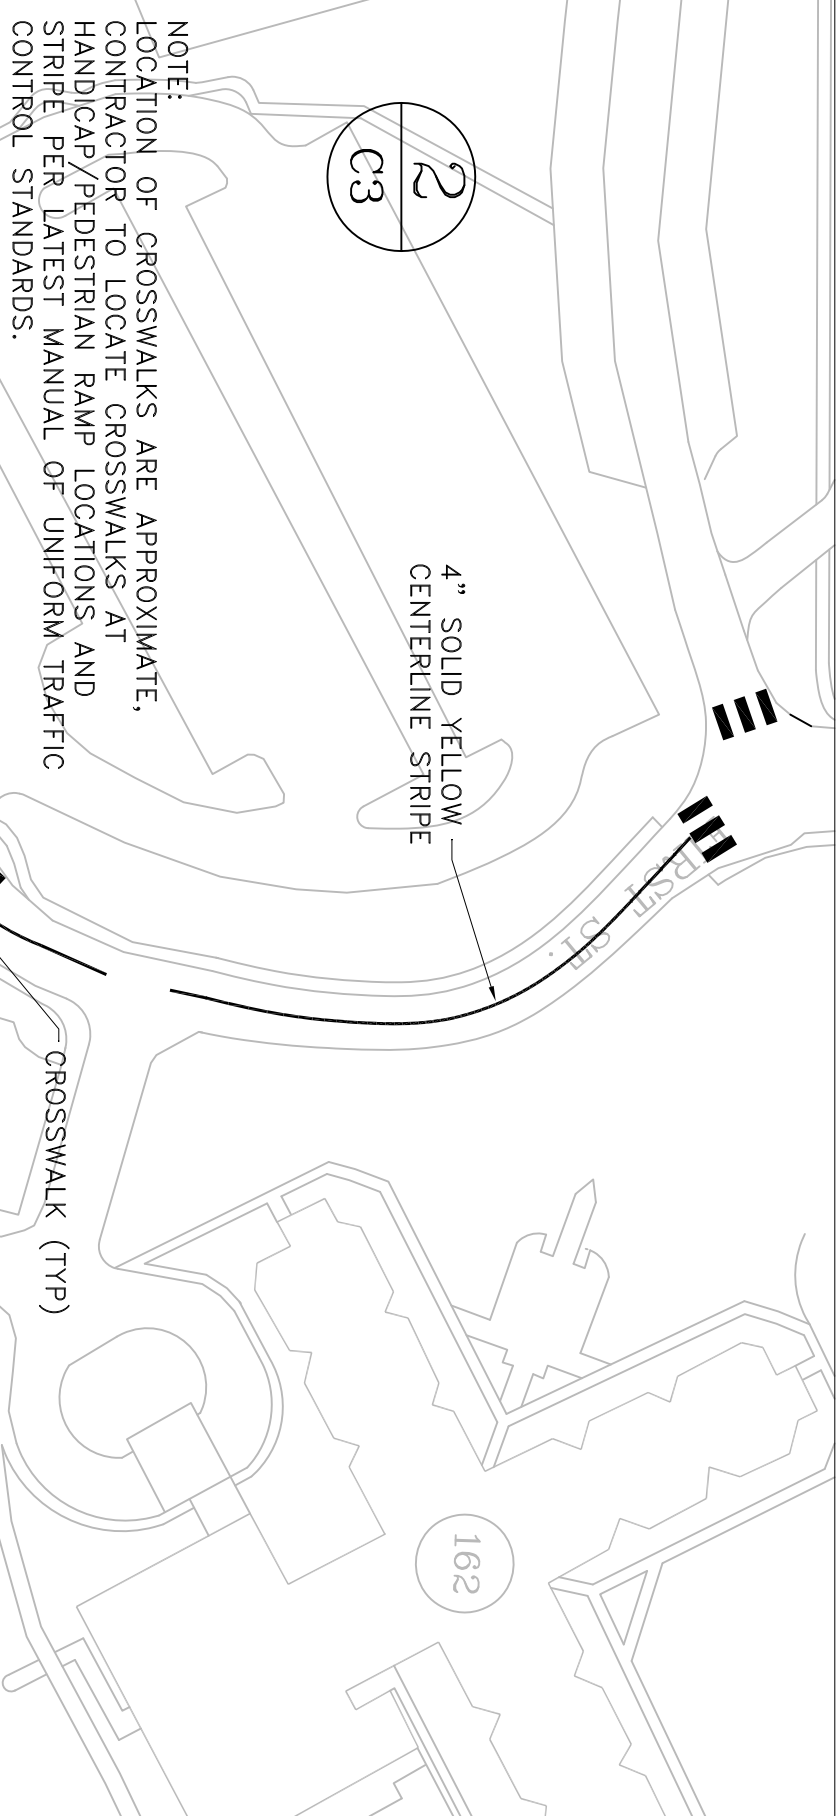 NOTE:
LOCATION OF CROSSWALKS ARE APPROXIMATE,
CONTRACTOR TO LOCATE CROSSWALKS AT
HANDICAP/PEDESTRIAN RAMP LOCATIONS AND
STRIPE PER LATEST MANUAL OF UNIFORM TRAFFIC
CONTROL STANDARDS.
2
C3
4" SOLID YELLOW
CENTERLINE STRIPE
FIRST ST.
CROSSWALK (TYP)
162